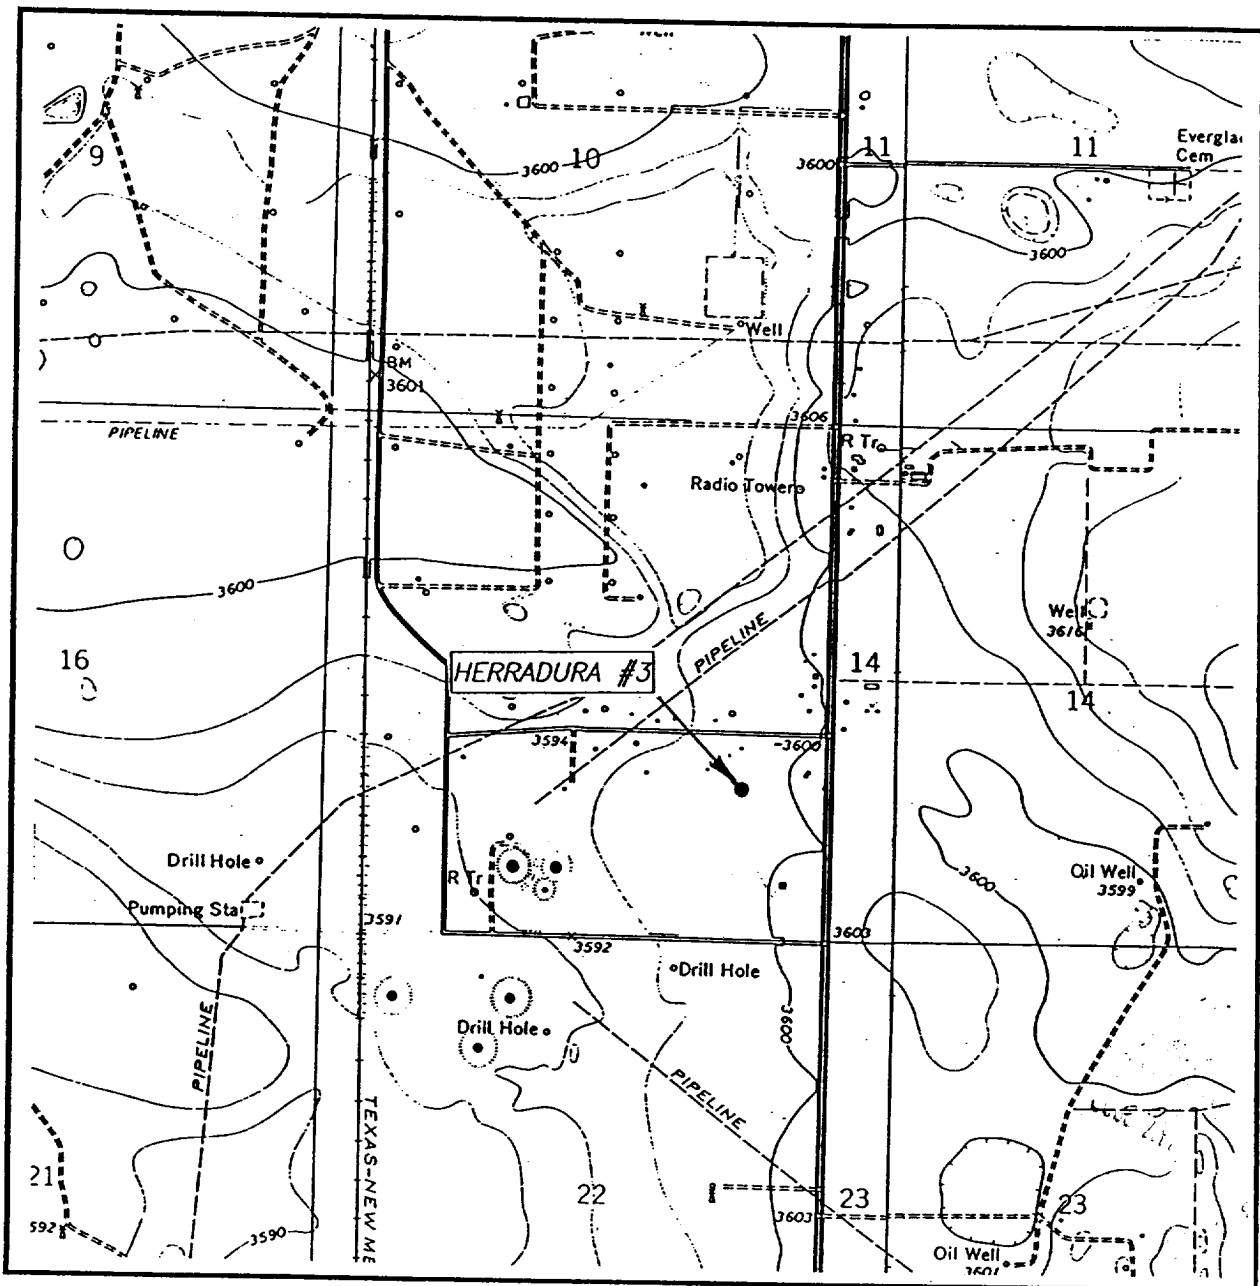 9
3600
10
3600
11
11
Cem
3600
Well
BM
3601
PIPELINE
3606
R Tr
Radio Tower
3600
Well
3616
16
HERRADURA #3
PIPELINE
14
14
3594
3600
Drill Hole
R Tr
3600
Oil Well
3599
Pumping Sta
3591
3592
3603
Drill Hole
Drill Hole
3600
PIPELINE
PIPELINE
TEXAS-NEW ME
21
22
23
23
3592
3590
3603
Oil Well
3601